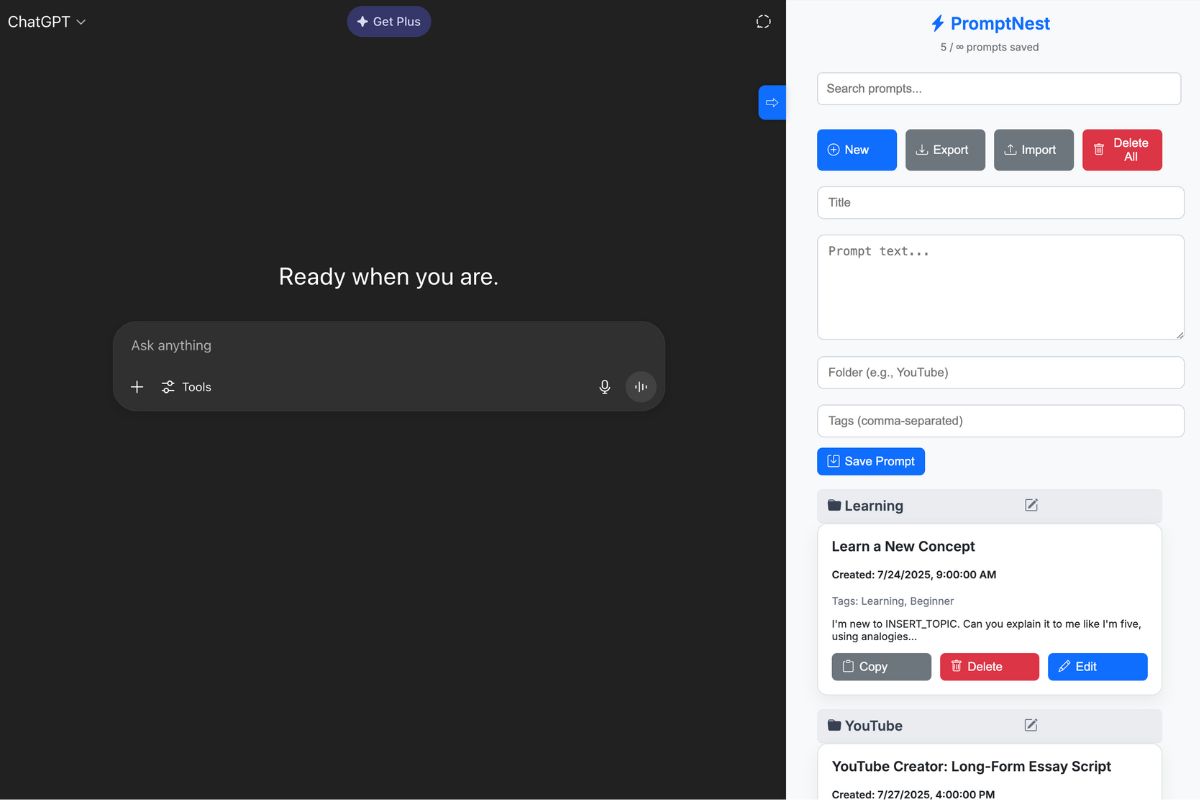 ChatGPT
Get Plus
Ready when you are.
Ask anything
Tools
PromptNest
5 / ∞ prompts saved
Search prompts...
New
Export
Import
Delete
All
Title
Prompt text...
Folder (e.g., YouTube)
Tags (comma-separated)
Save Prompt
Learning
Learn a New Concept
Created: 7/24/2025, 9:00:00 AM
Tags: Learning, Beginner
I'm new to INSERT_TOPIC. Can you explain it to me like I'm five,
using analogies...
Copy
Delete
Edit
YouTube
YouTube Creator: Long-Form Essay Script
Created: 7/27/2025, 4:00:00 PM